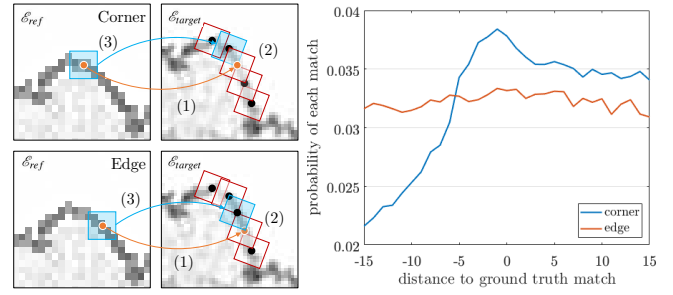 ℰref Corner
(3)
(1)
ℰtarget
(2)
ℰref Edge
(3)
(1)
ℰtarget
(2)
probability of each match
0.04
0.035
0.03
0.025
0.02
corner
edge
-15 -10 -5 0 5 10 15
distance to ground truth match